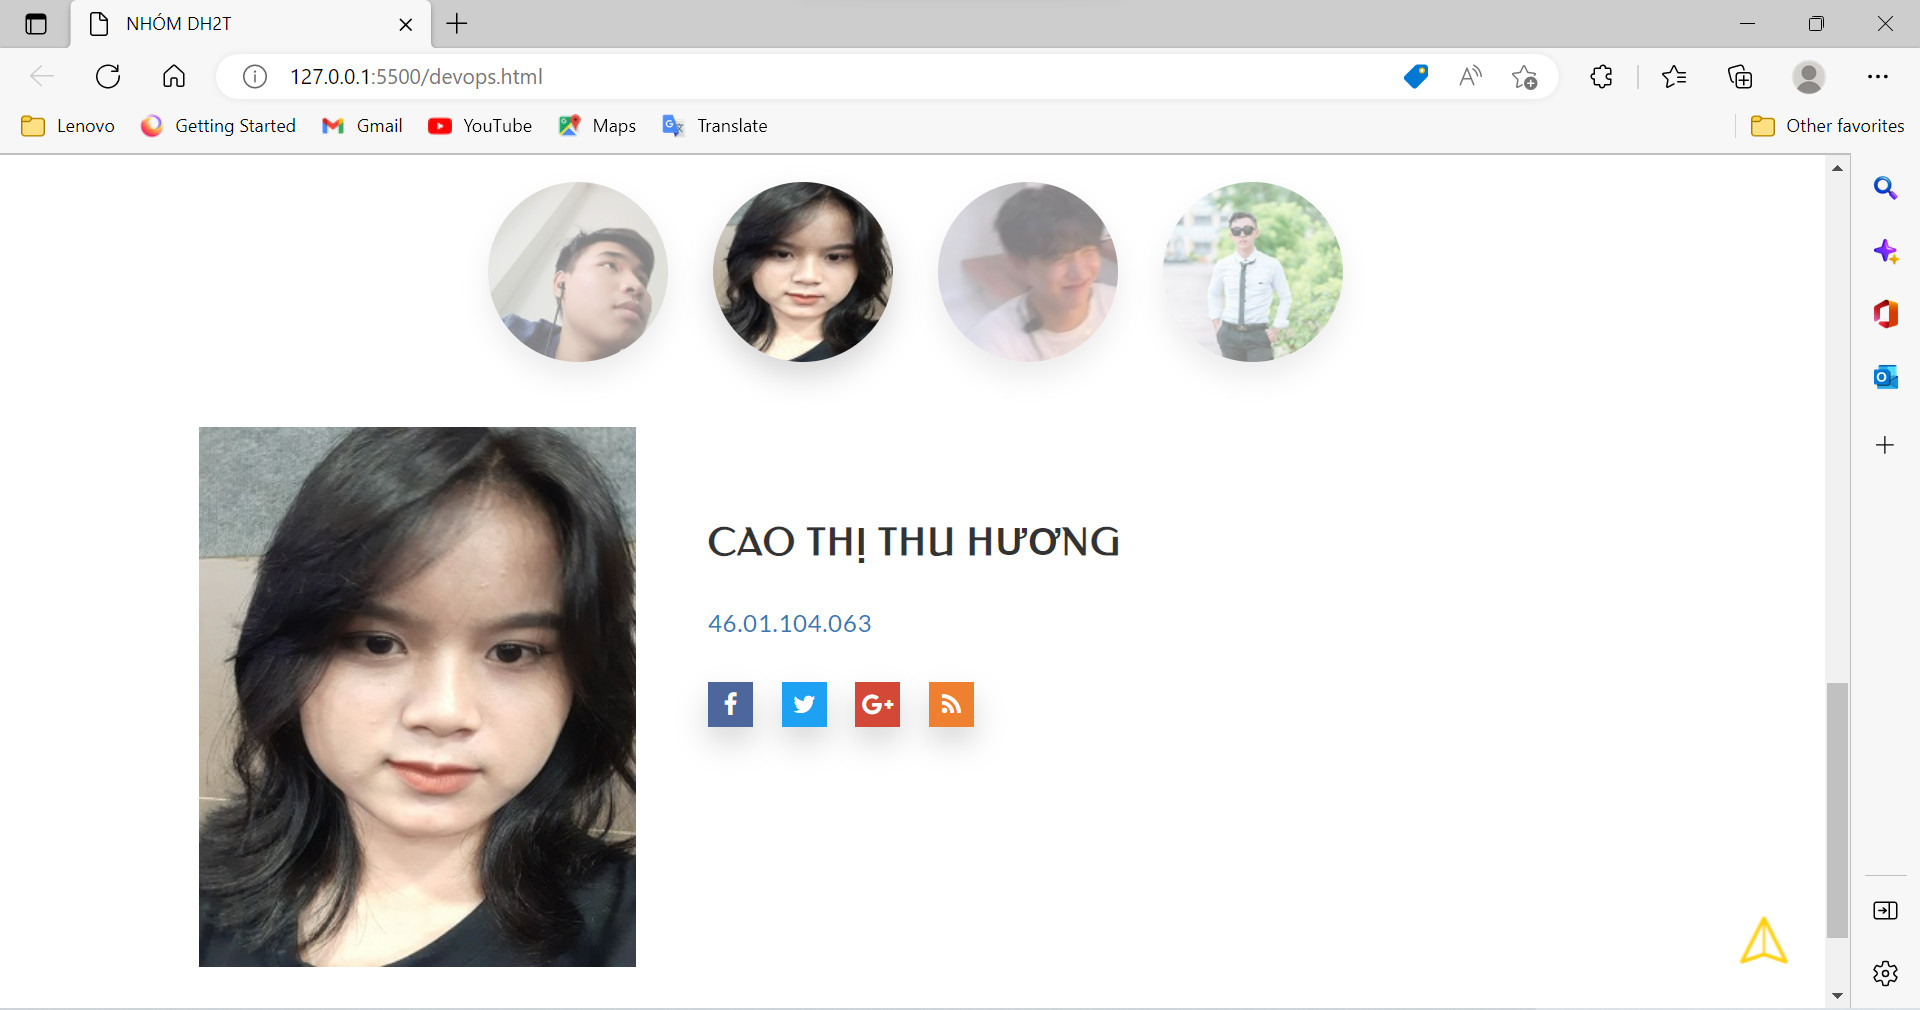 NHÓM DH2T
127.0.0.1:5500/devops.html
Lenovo
Getting Started
Gmail
YouTube
Maps
Translate
Other favorites
CAO THỊ THU HƯƠNG
46.01.104.063